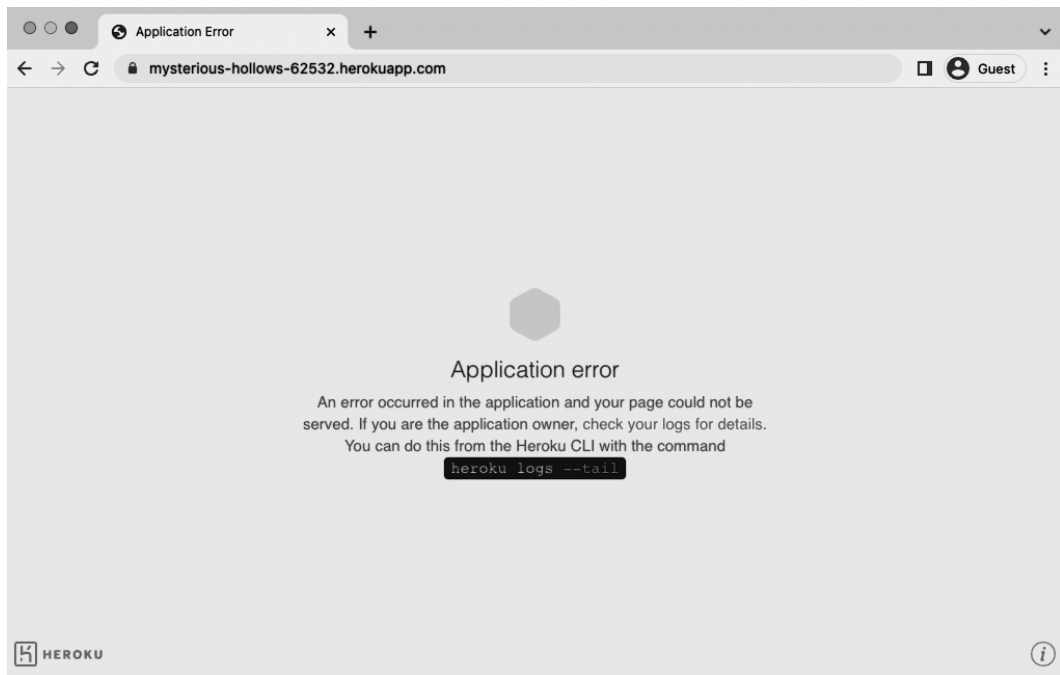 Application Error
mysterious-hollows-62532.herokuapp.com
Guest
Application error
An error occurred in the application and your page could not be
served. If you are the application owner, check your logs for details.
You can do this from the Heroku CLI with the command
heroku logs --tail
HEROKU
i